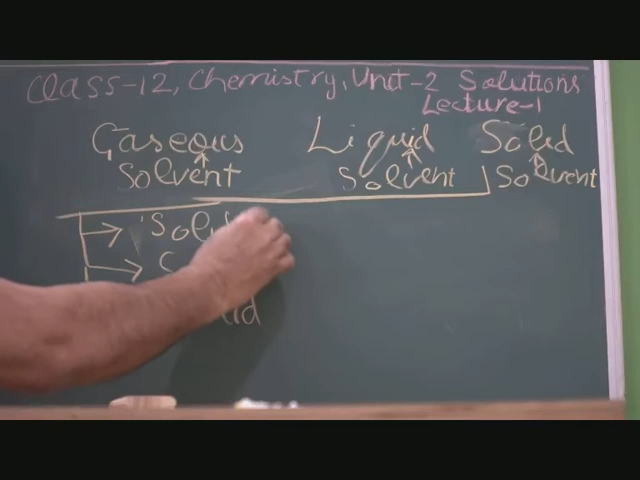 Class-12, Chemistry, Unit-2 Solutions
Lecture-1
Gaseous Liquid Solid
Solvent Solvent Solvent